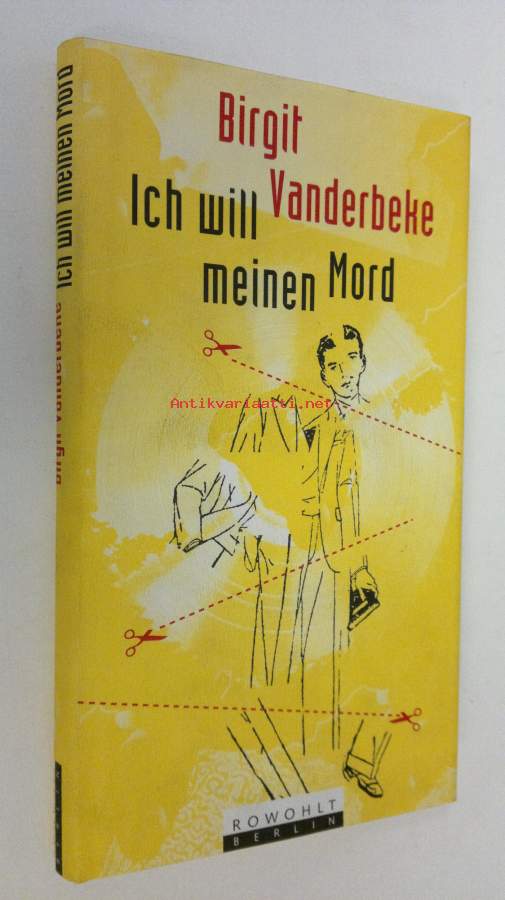 Birgit
Vanderbeke
Ich will
meinen Mord
Antikvariaatti.net
ROWOHLT
BERLIN
Birgit Vanderbeke Ich will meinen Mord